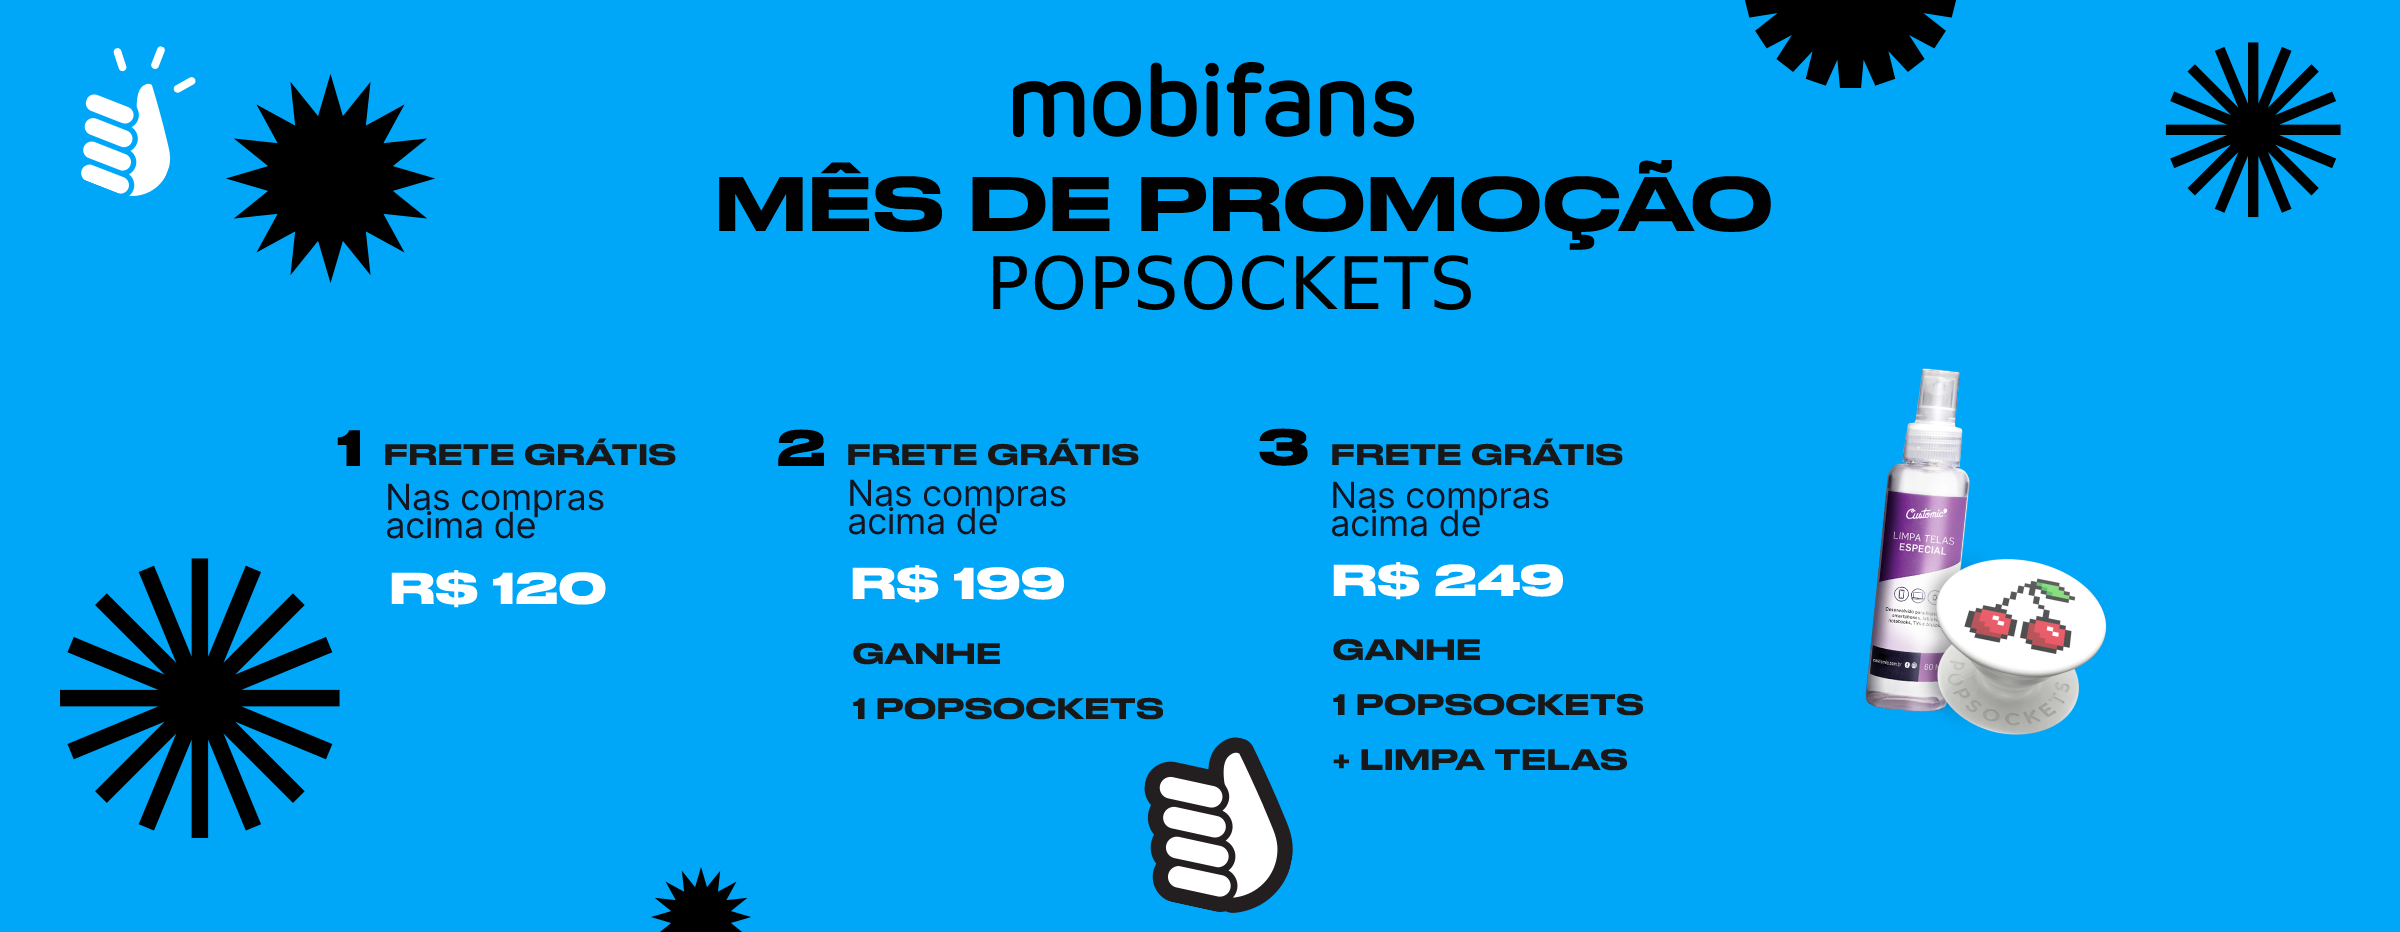 mobifans
MÊS DE PROMOÇÃO
POPSOCKETS
1 FRETE GRÁTIS
Nas compras
acima de
R$ 120
2 FRETE GRÁTIS
Nas compras
acima de
R$ 199
GANHE
1 POPSOCKETS
3 FRETE GRÁTIS
Nas compras
acima de
R$ 249
GANHE
1 POPSOCKETS
+ LIMPA TELAS
Customic
LIMPA TELAS
ESPECIAL
POPSOCKETS